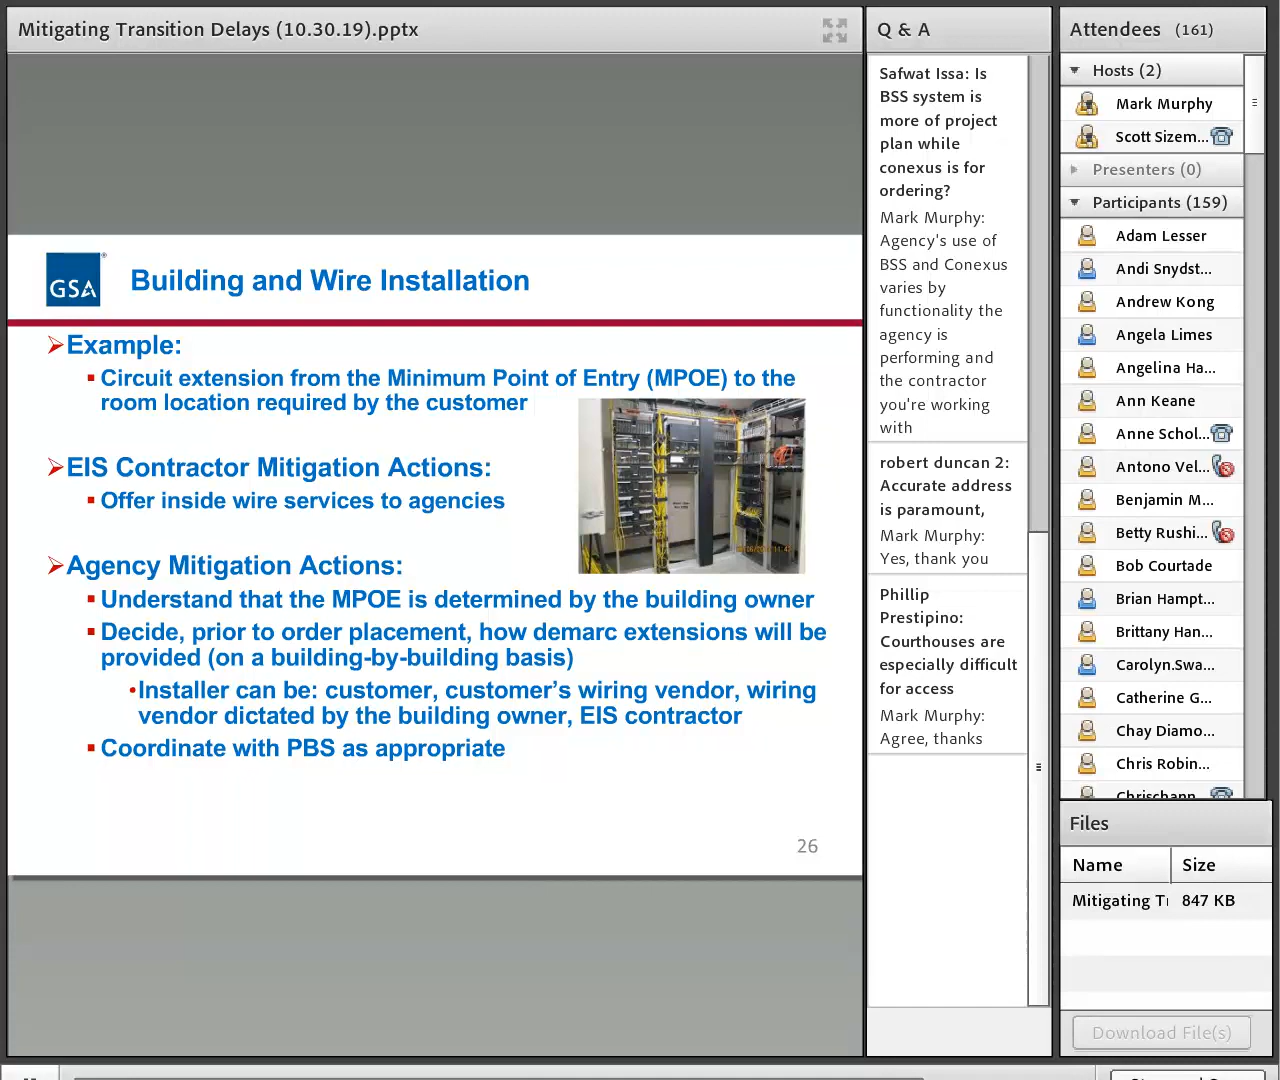 Mitigating Transition Delays (10.30.19).pptx
GSA
Building and Wire Installation
Example:
Circuit extension from the Minimum Point of Entry (MPOE) to the
room location required by the customer
EIS Contractor Mitigation Actions:
Offer inside wire services to agencies
Agency Mitigation Actions:
Understand that the MPOE is determined by the building owner
Decide, prior to order placement, how demarc extensions will be
provided (on a building-by-building basis)
Installer can be: customer, customer’s wiring vendor, wiring
vendor dictated by the building owner, EIS contractor
Coordinate with PBS as appropriate
26
Q & A
Safwat Issa: Is
BSS system is
more of project
plan while
conexus is for
ordering?
Mark Murphy:
Agency's use of
BSS and Conexus
varies by
functionality the
agency is
performing and
the contractor
you're working
with
robert duncan 2:
Accurate address
is paramount,
Mark Murphy:
Yes, thank you
Phillip
Prestipino:
Courthouses are
especially difficult
for access
Mark Murphy:
Agree, thanks
Attendees (161)
Hosts (2)
Mark Murphy
Scott Sizem...
Presenters (0)
Participants (159)
Adam Lesser
Andi Snydst...
Andrew Kong
Angela Limes
Angelina Ha...
Ann Keane
Anne Schol...
Antono Vel...
Benjamin M...
Betty Rushi...
Bob Courtade
Brian Hampt...
Brittany Han...
Carolyn.Swa...
Catherine G...
Chay Diamo...
Chris Robin...
Chrischann
Files
Name Size
Mitigating Tr 847 KB
Download File(s)